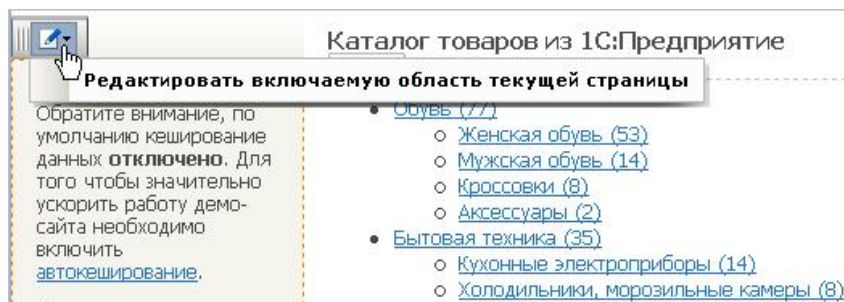 Каталог товаров из 1С:Предприятие
Редактировать включаемую область текущей страницы
Обратите внимание, по
умолчанию кеширование
данных отключено. Для
того чтобы значительно
ускорить работу демо-
сайта необходимо
включить
автокеширование.
Обувь (77)
Женская обувь (53)
Мужская обувь (14)
Кроссовки (8)
Аксессуары (2)
Бытовая техника (35)
Кухонные электроприборы (14)
Холодильники, морозильные камеры (8)